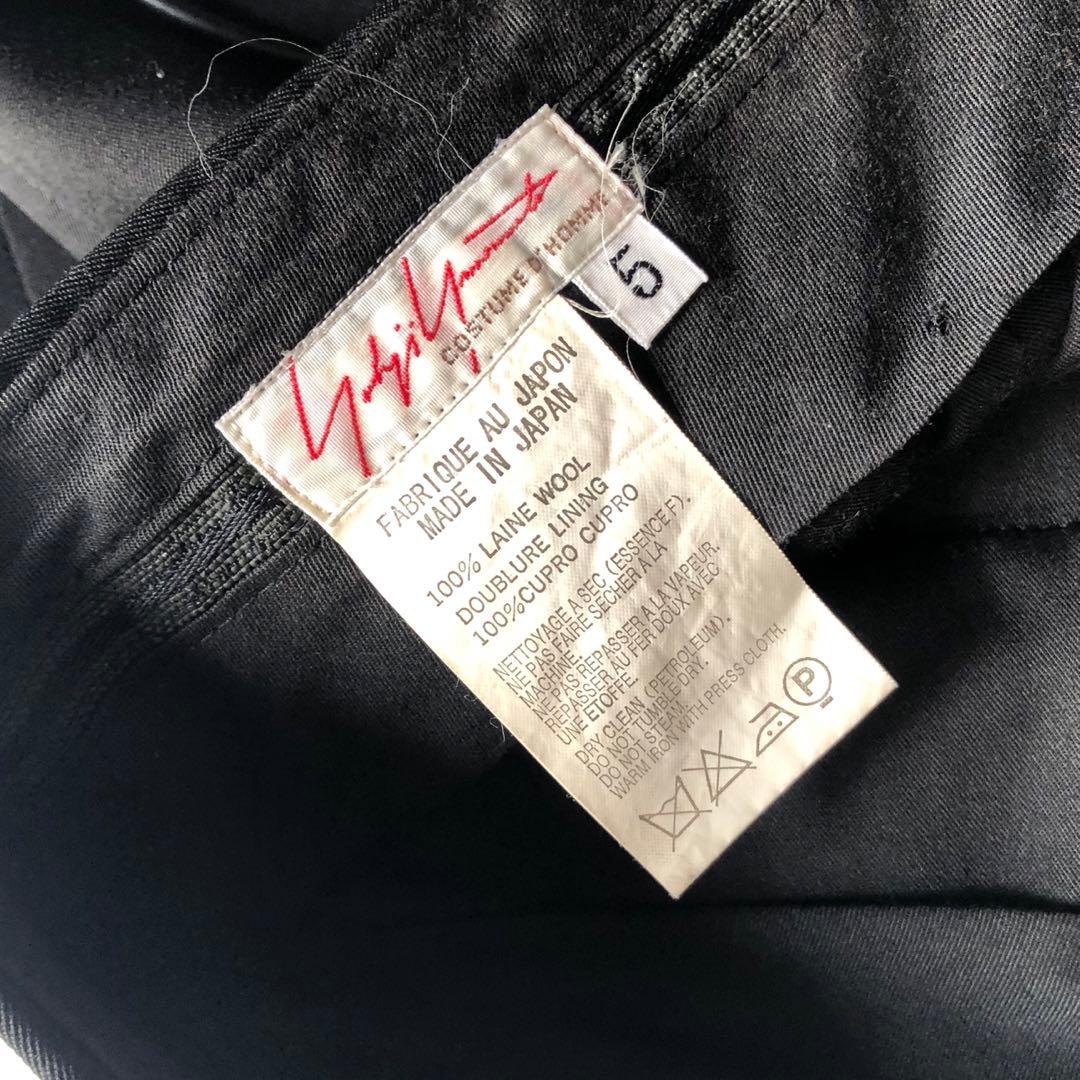 Yohji Yamamoto
COSTUME D'HOMME
5
FABRIQUE AU JAPON
MADE IN JAPAN
100% LAINE WOOL
DOUBLURE LINING
100%CUPRO CUPRO
NETTOYAGE A SEC (ESSENCE F).
NE PAS FAIRE SECHER A LA
MACHINE.
NE PAS REPASSER A LA VAPEUR.
REPASSER AU FER DOUX AVEC
UNE ETOFFE.
DRY CLEAN (PETROLEUM).
DO NOT TUMBLE DRY.
DO NOT STEAM.
WARM IRON WITH PRESS CLOTH.
P